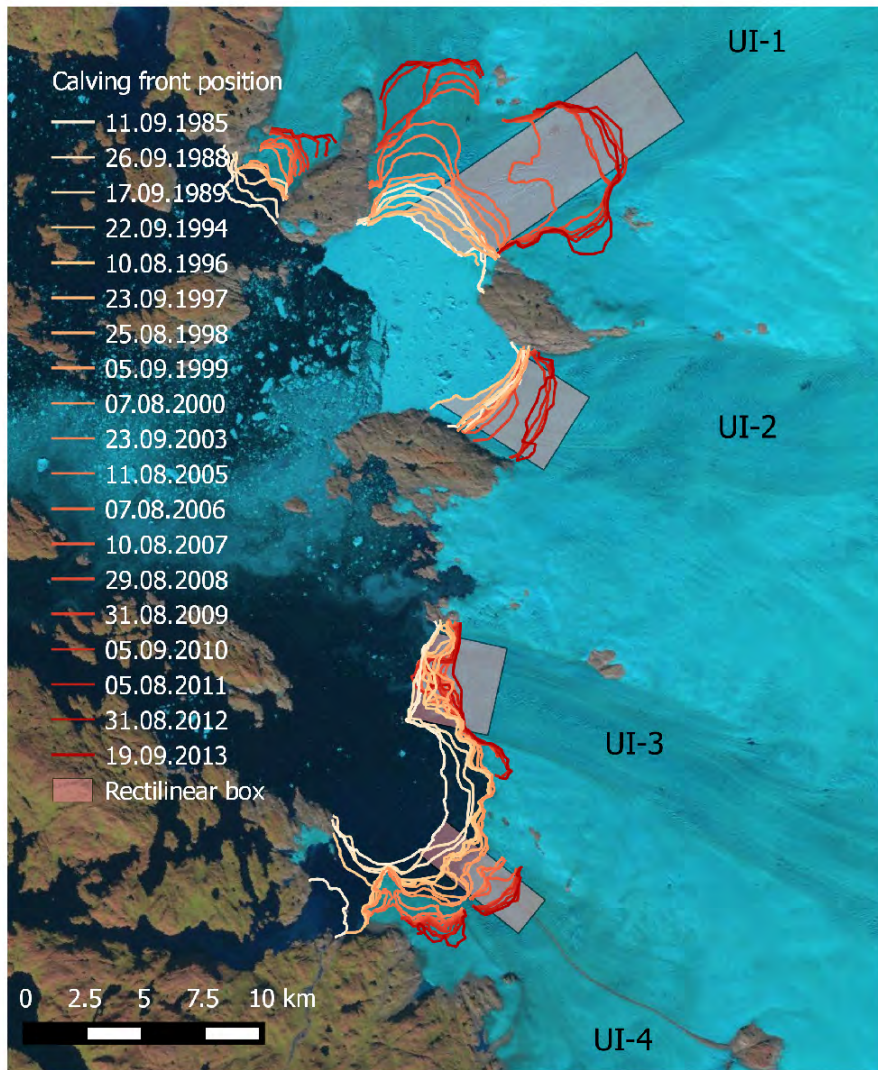 UI-1
Calving front position
11.09.1985
26.09.1988
17.09.1989
22.09.1994
10.08.1996
23.09.1997
25.08.1998
05.09.1999
07.08.2000
23.09.2003
11.08.2005
07.08.2006
10.08.2007
29.08.2008
31.08.2009
05.09.2010
05.08.2011
31.08.2012
19.09.2013
Rectilinear box
UI-2
UI-3
0 2.5 5 7.5 10 km
UI-4